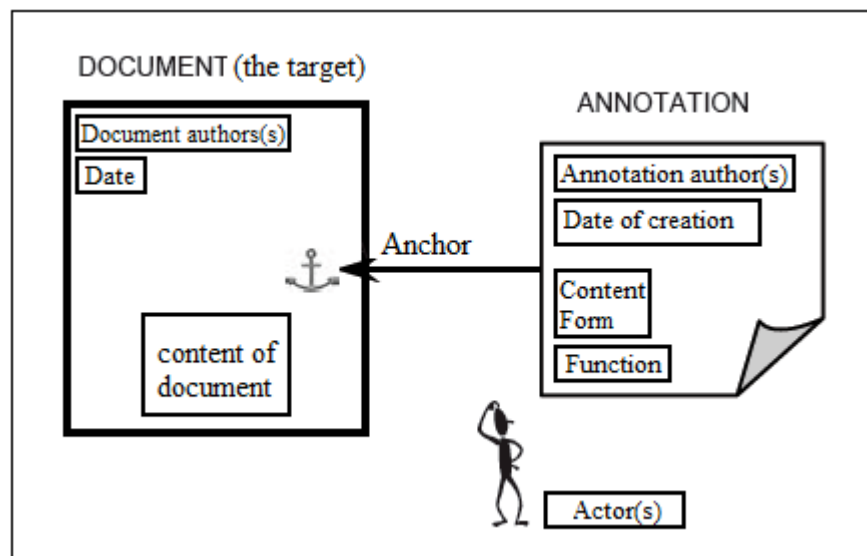 DOCUMENT (the target)
Document authors(s)
Date
content of
document
Anchor
ANNOTATION
Annotation author(s)
Date of creation
Content
Form
Function
Actor(s)